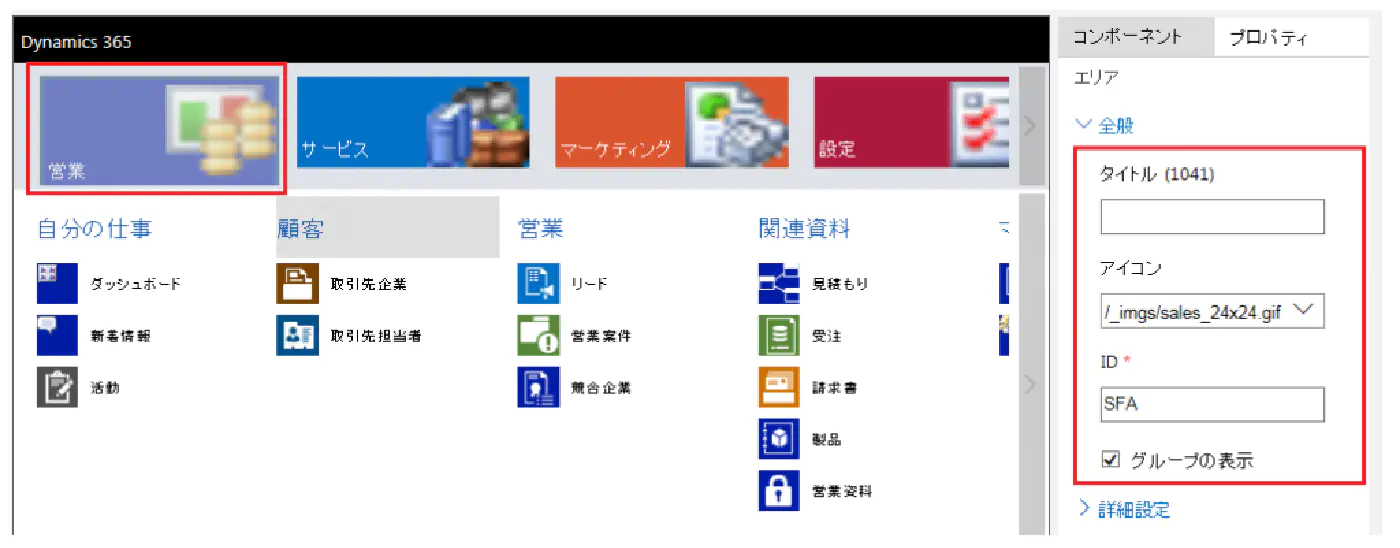 Dynamics 365
営業
サービス
マーケティング
設定
自分の仕事
ダッシュボード
新着情報
活動
顧客
取引先企業
取引先担当者
営業
リード
営業案件
競合企業
関連資料
見積もり
受注
請求書
製品
営業資料
コンポーネント
プロパティ
エリア
全般
タイトル (1041)
アイコン
/_imgs/sales_24x24.gif
ID *
SFA
グループの表示
詳細設定